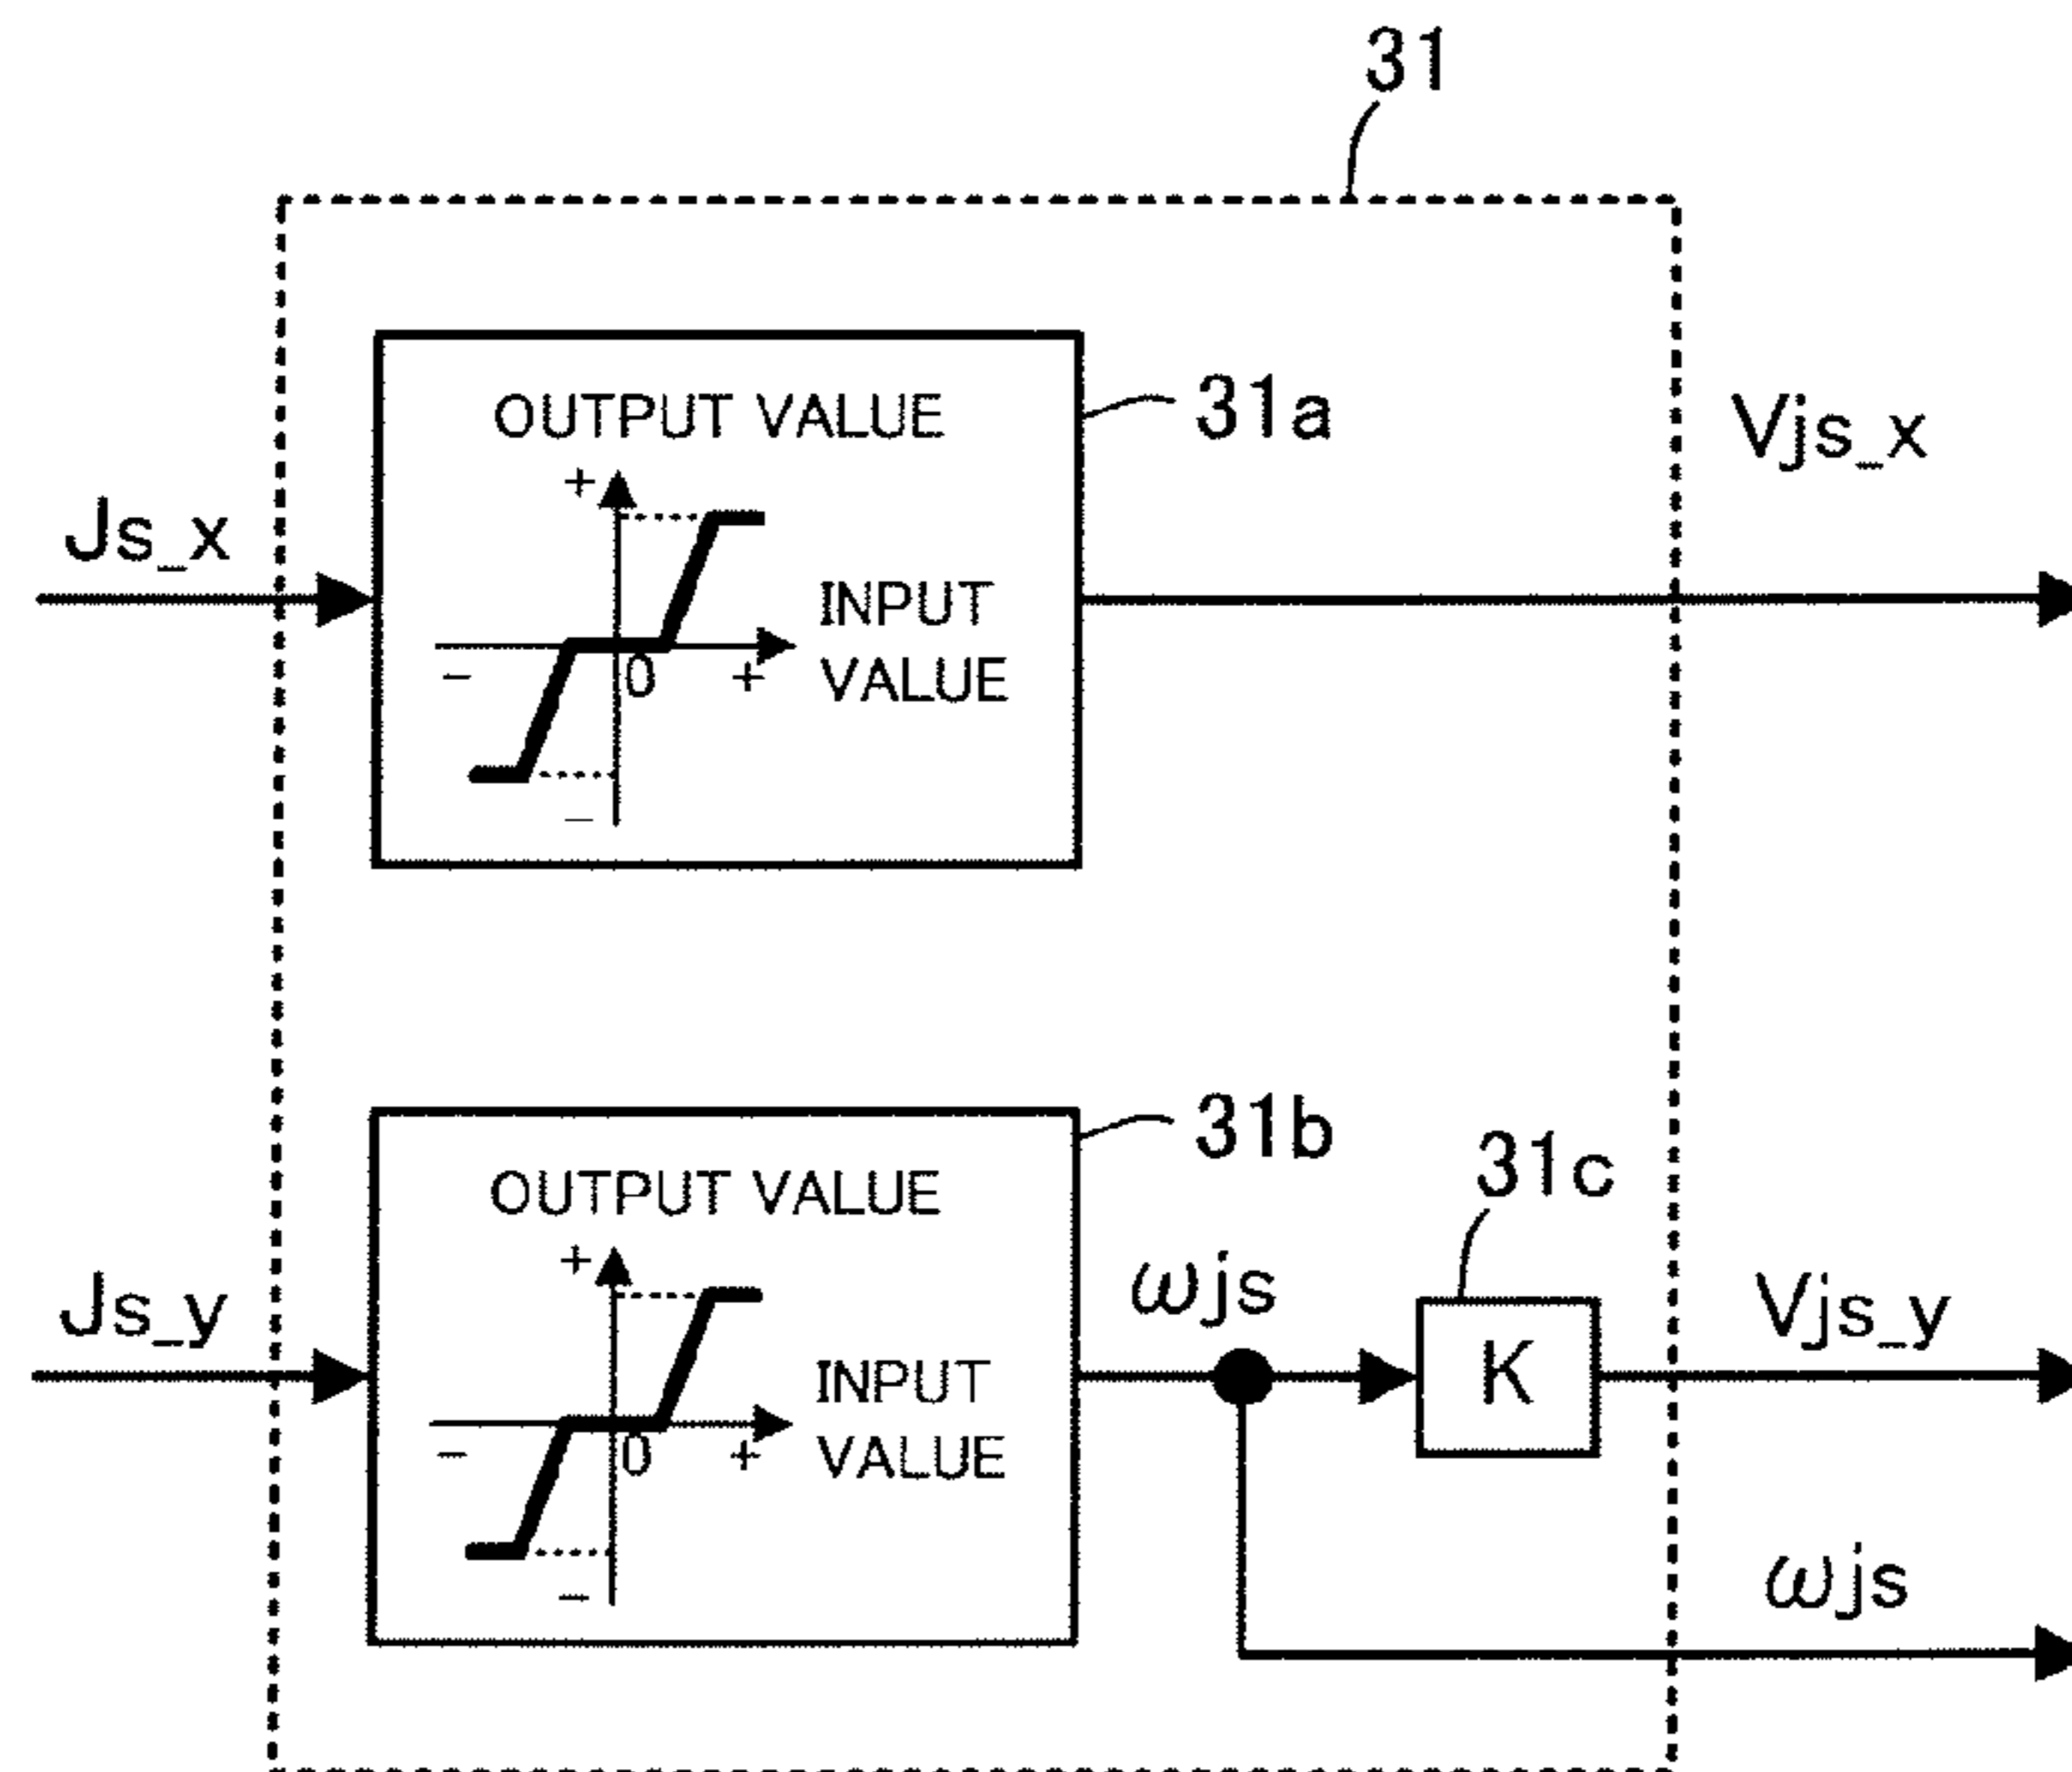 31
OUTPUT VALUE
31a
Vjs_x
+
Js_x
INPUT
- 0 + VALUE
-
31b
OUTPUT VALUE
31c
+
ωjs
Js_y
Vjs_y
K
INPUT
- 0 + VALUE
-
ωjs